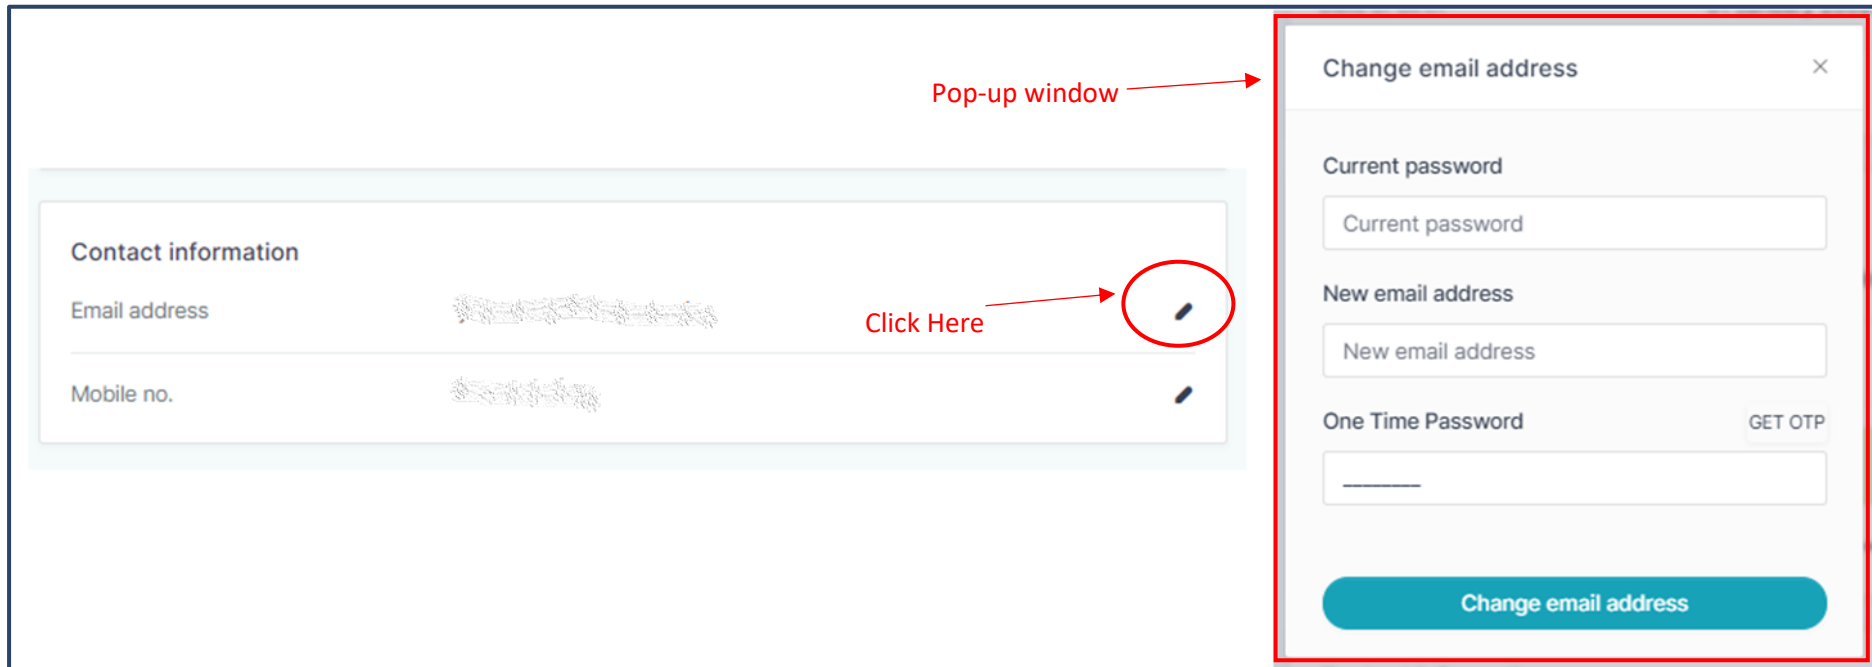 Pop-up window
Contact information
Email address
Click Here
Mobile no.
Change email address
Current password
Current password
New email address
New email address
One Time Password GET OTP
________
Change email address